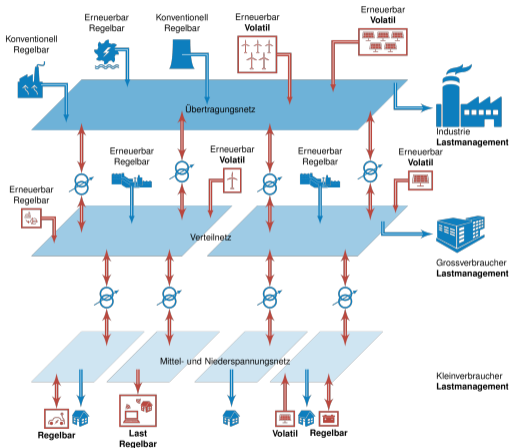 Erneuerbar
Regelbar
Konventionell
Regelbar
Erneuerbar
Volatil
Erneuerbar
Volatil
Konventionell
Regelbar
Übertragungsnetz
Industrie
Lastmanagement
Erneuerbar
Regelbar
Erneuerbar
Volatil
Erneuerbar
Regelbar
Erneuerbar
Volatil
Erneuerbar
Regelbar
Verteilnetz
Grossverbraucher
Lastmanagement
Mittel- und Niederspannungsnetz
Kleinverbraucher
Lastmanagement
Regelbar
Last
Regelbar
Volatil
Regelbar